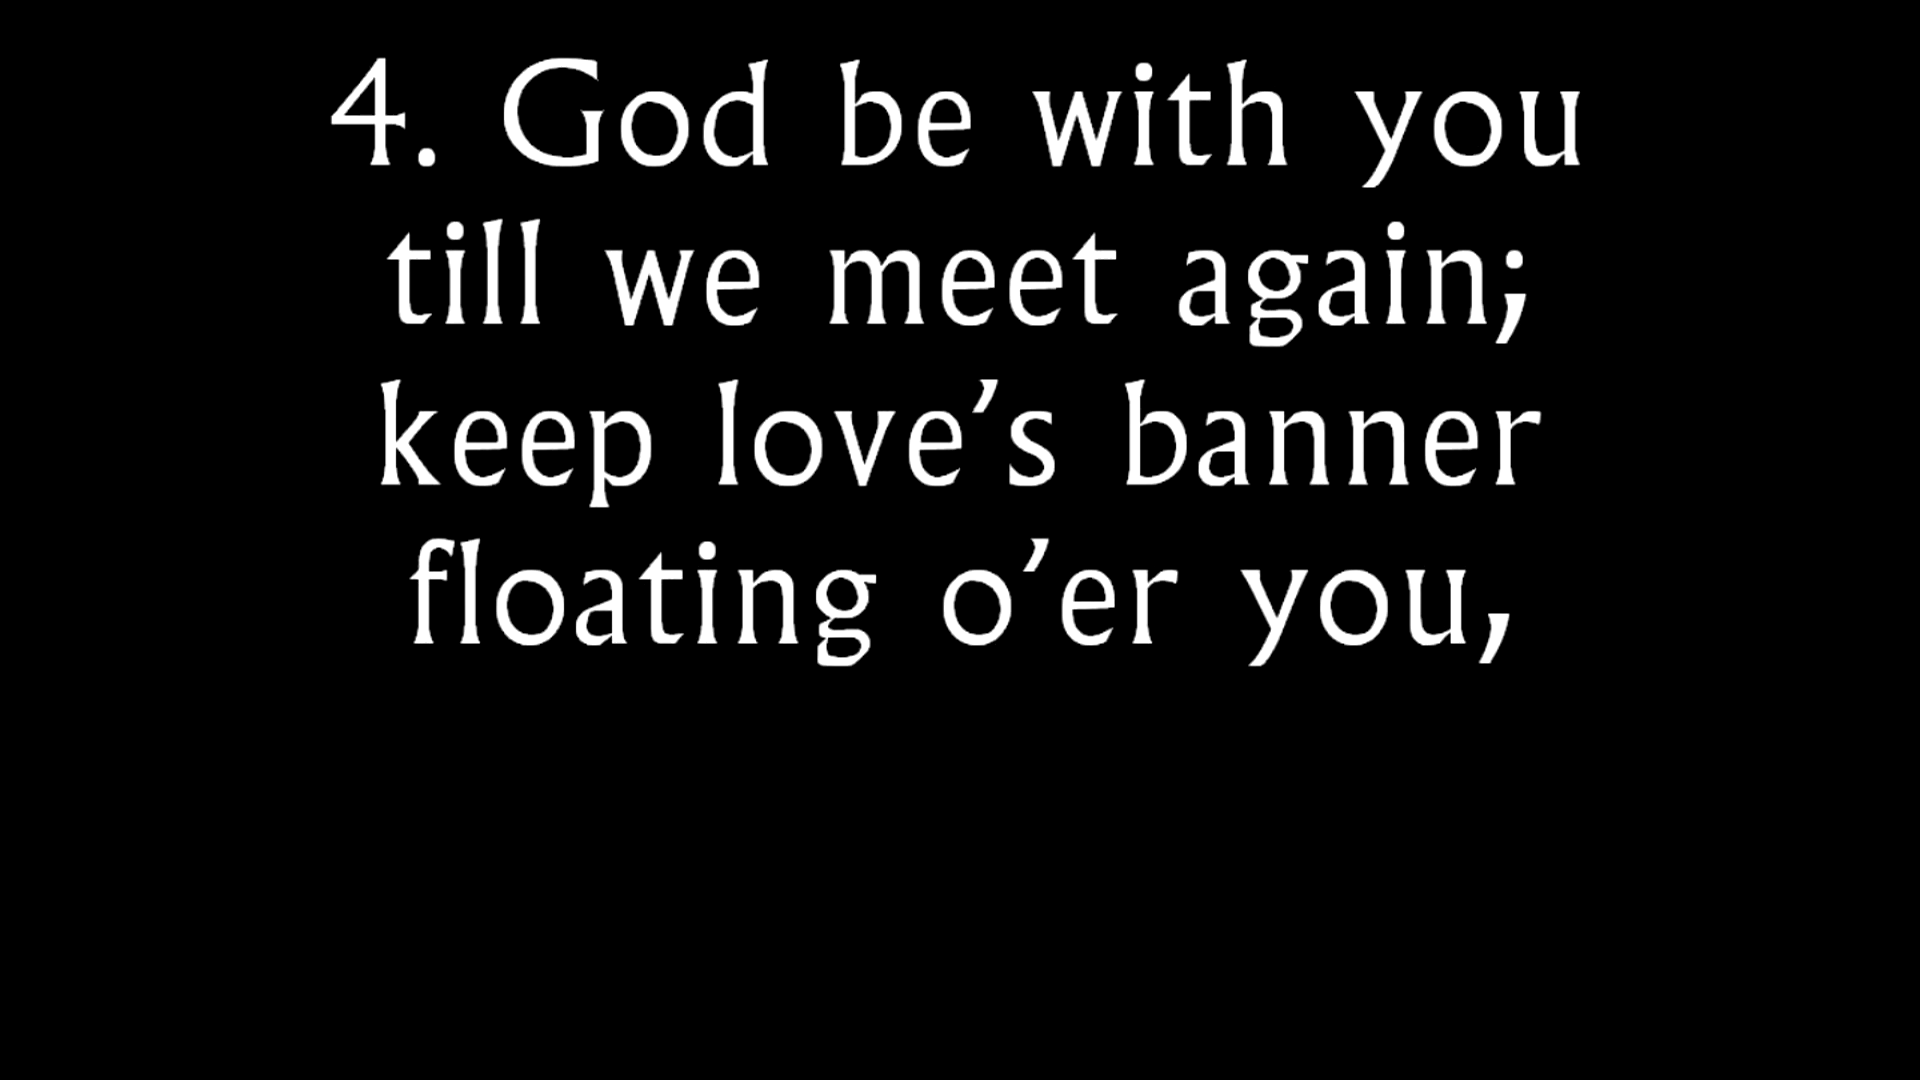 4. God be with you
till we meet again;
keep love’s banner
floating o’er you,